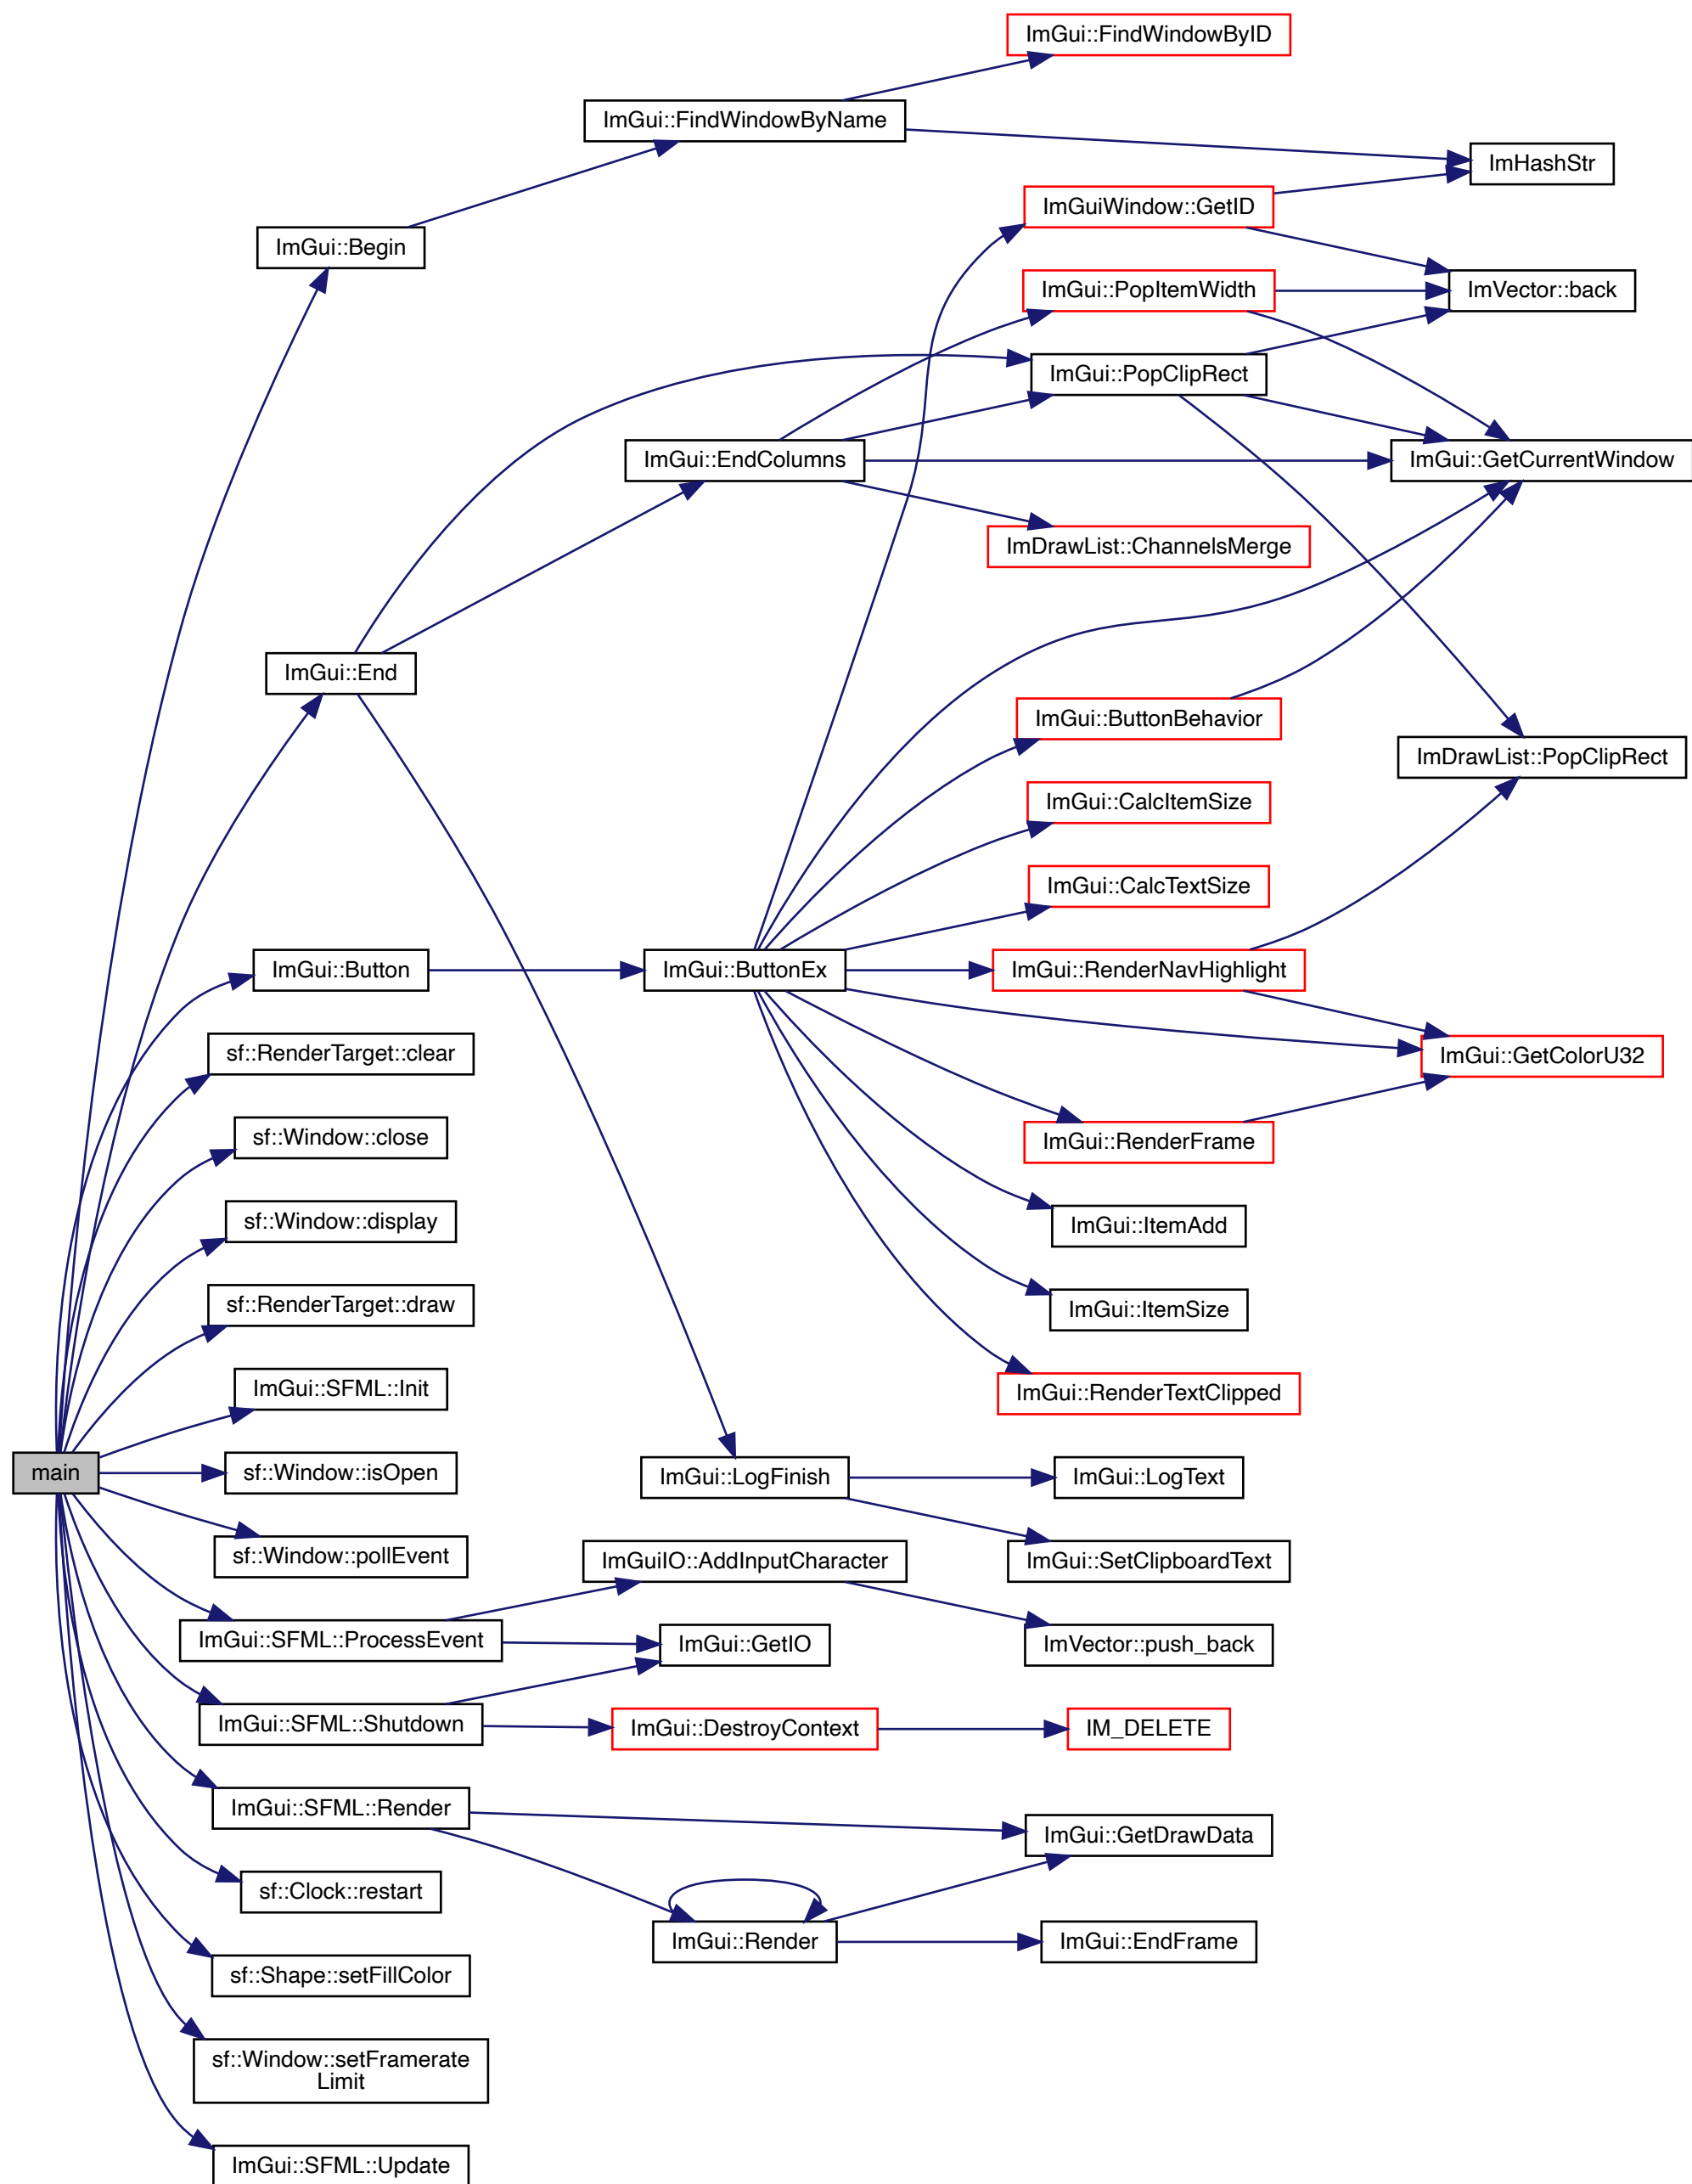 ImGui::FindWindowByID
ImGui::FindWindowByName
ImHashStr
ImGuiWindow::GetID
ImGui::Begin
ImGui::PopItemWidth
ImVector::back
ImGui::PopClipRect
ImGui::EndColumns
ImGui::GetCurrentWindow
ImDrawList::ChannelsMerge
ImGui::End
ImGui::ButtonBehavior
ImDrawList::PopClipRect
ImGui::CalcItemSize
ImGui::CalcTextSize
ImGui::Button
ImGui::ButtonEx
ImGui::RenderNavHighlight
sf::RenderTarget::clear
ImGui::GetColorU32
sf::Window::close
ImGui::RenderFrame
sf::Window::display
ImGui::ItemAdd
sf::RenderTarget::draw
ImGui::ItemSize
ImGui::SFML::Init
ImGui::RenderTextClipped
main
sf::Window::isOpen
ImGui::LogFinish
ImGui::LogText
sf::Window::pollEvent
ImGuiIO::AddInputCharacter
ImGui::SetClipboardText
ImGui::SFML::ProcessEvent
ImGui::GetIO
ImVector::push_back
ImGui::SFML::Shutdown
ImGui::DestroyContext
IM_DELETE
ImGui::SFML::Render
ImGui::GetDrawData
sf::Clock::restart
ImGui::Render
ImGui::EndFrame
sf::Shape::setFillColor
sf::Window::setFramerate
Limit
ImGui::SFML::Update